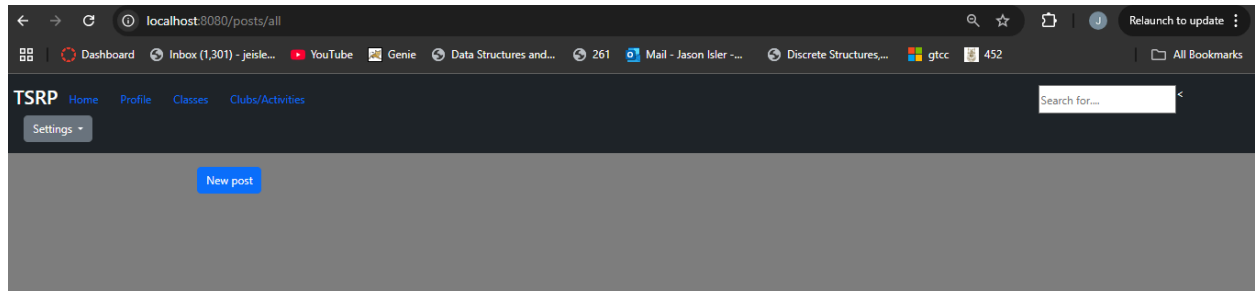 localhost:8080/posts/all
J
Relaunch to update
Dashboard Inbox (1,301) - jeisle... YouTube Genie Data Structures and... 261 Mail - Jason Isler -... Discrete Structures,... gtcc 452 All Bookmarks
TSRP Home Profile Classes Clubs/Activities Search for.... <
Settings
New post